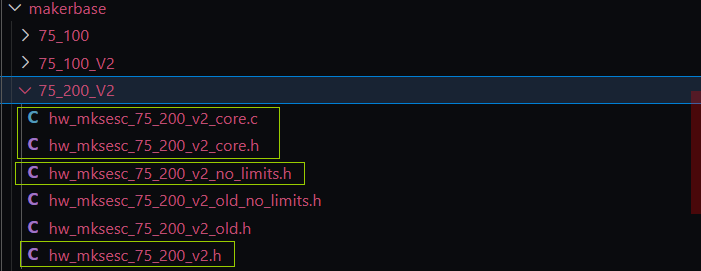 makerbase
75_100
75_100_V2
75_200_V2
C hw_mksesc_75_200_v2_core.c
C hw_mksesc_75_200_v2_core.h
C hw_mksesc_75_200_v2_no_limits.h
C hw_mksesc_75_200_v2_old_no_limits.h
C hw_mksesc_75_200_v2_old.h
C hw_mksesc_75_200_v2.h